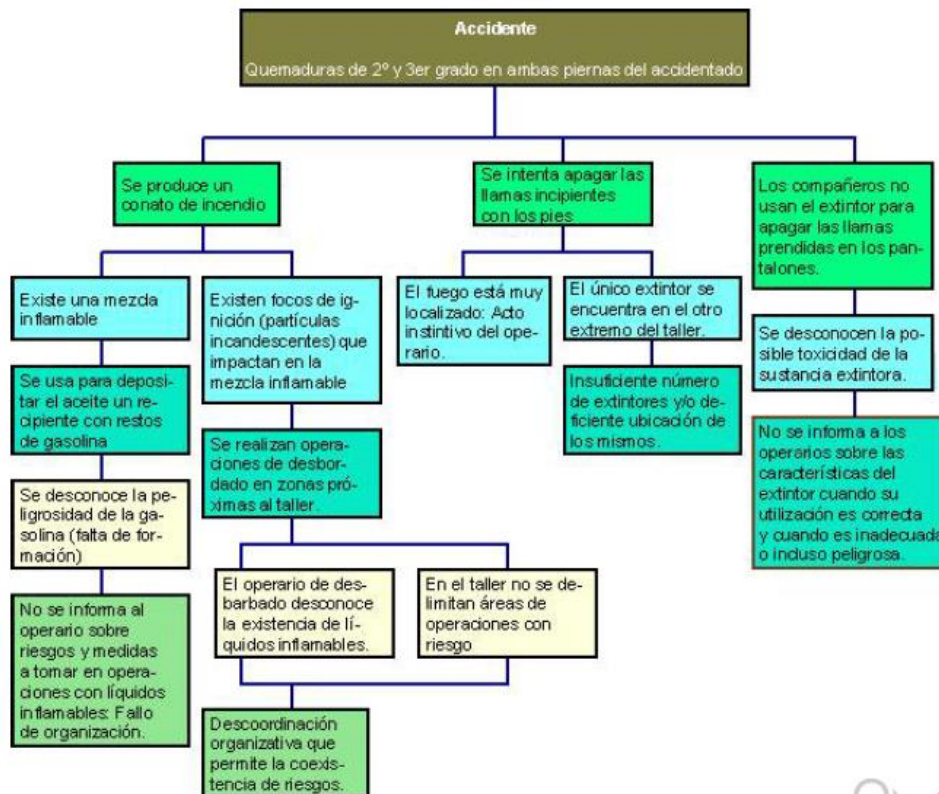 Accidente
Quemaduras de 2º y 3er grado en ambas piernas del accidentado
Se produce un
conato de incendio
Se intenta apagar las
llamas incipientes
con los pies
Los compañeros no
usan el extintor para
apagar las llamas
prendidas en los pan-
talones.
Existe una mezcla
inflamable
Existen focos de ig-
nición (partículas
incandescentes) que
impactan en la
mezcla inflamable
El fuego está muy
localizado: Acto
instintivo del ope-
rario.
El único extintor se
encuentra en el otro
extremo del taller.
Se desconocen la po-
sible toxicidad de la
sustancia extintora.
Se usa para deposi-
tar el aceite un re-
cipiente con restos
de gasolina
Se realizan opera-
ciones de desbor-
dado en zonas pró-
ximas al taller.
Insuficiente número
de extintores y/o de-
ficiente ubicación de
los mismos.
No se informa a los
operarios sobre las
características del
extintor cuando su
utilización es correcta
y cuando es inadecuada
o incluso peligrosa.
Se desconoce la pe-
ligrosidad de la ga-
solina (falta de for-
mación)
El operario de des-
barbado desconoce
la existencia de lí-
quidos inflamables.
En el taller no se de-
limitan áreas de
operaciones con
riesgo
No se informa al
operario sobre
riesgos y medidas
a tomar en opera-
ciones con líquidos
inflamables: Fallo
de organización.
Descoordinación
organizativa que
permite la coexis-
tencia de riesgos.